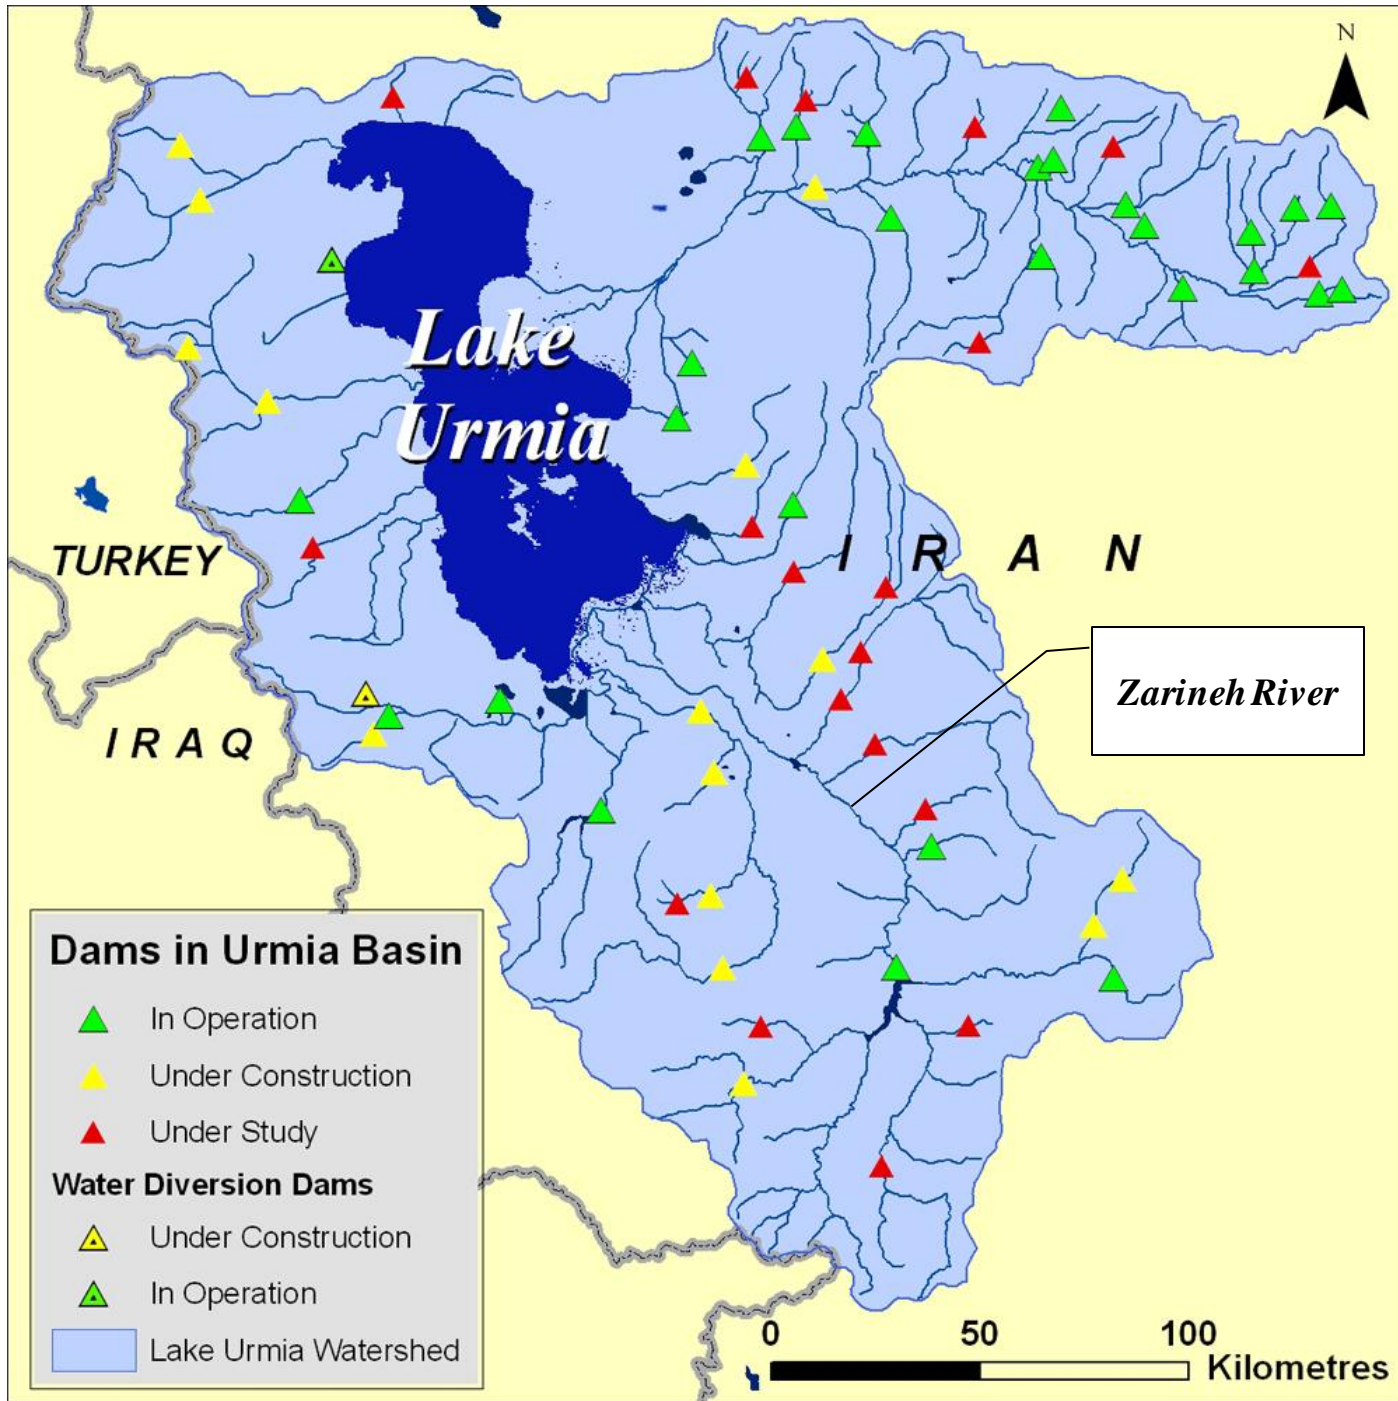 N
Lake
Urmia
TURKEY
I R A N
IRAQ
Zarineh River
Dams in Urmia Basin
In Operation
Under Construction
Under Study
Water Diversion Dams
Under Construction
In Operation
Lake Urmia Watershed
0 50 100
Kilometres